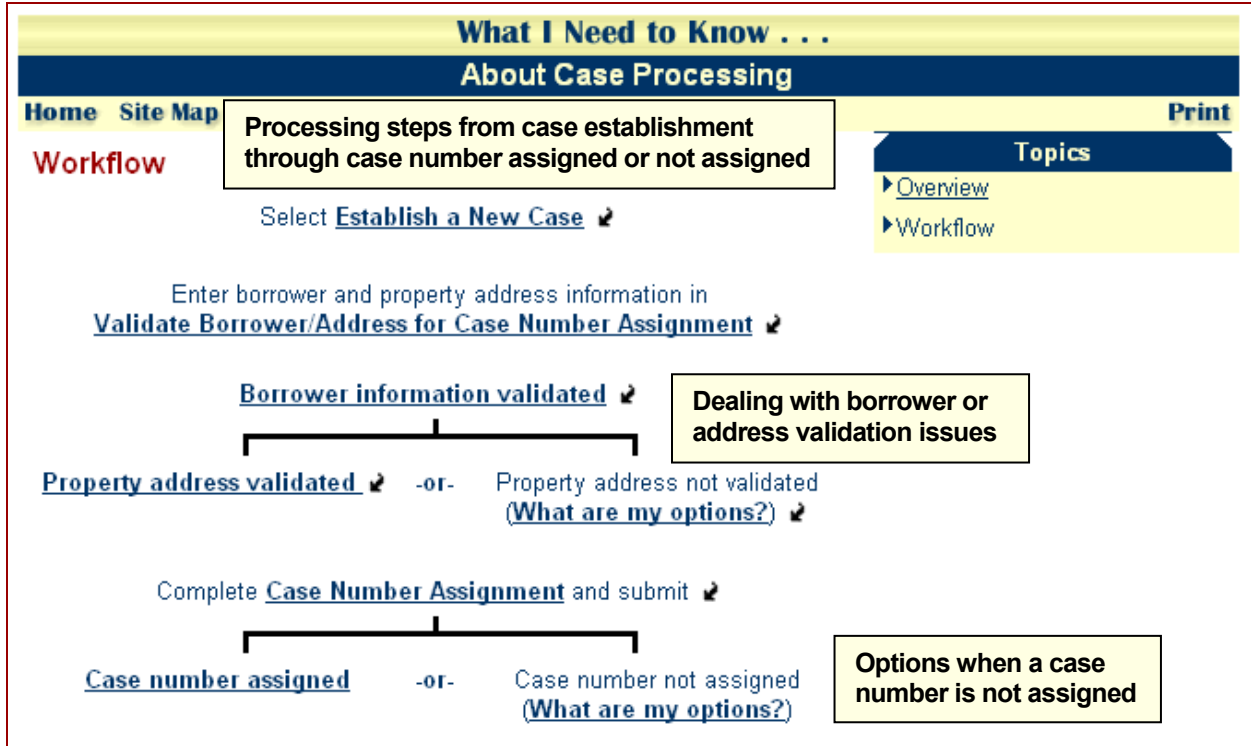 What I Need to Know . . .
About Case Processing
Home Site Map Print
Processing steps from case establishment
through case number assigned or not assigned
Workflow
Topics
Overview
Workflow
Select Establish a New Case
Enter borrower and property address information in
Validate Borrower/Address for Case Number Assignment
Borrower information validated
Dealing with borrower or
address validation issues
Property address validated -or- Property address not validated
(What are my options?)
Complete Case Number Assignment and submit
Case number assigned -or- Case number not assigned
(What are my options?)
Options when a case
number is not assigned